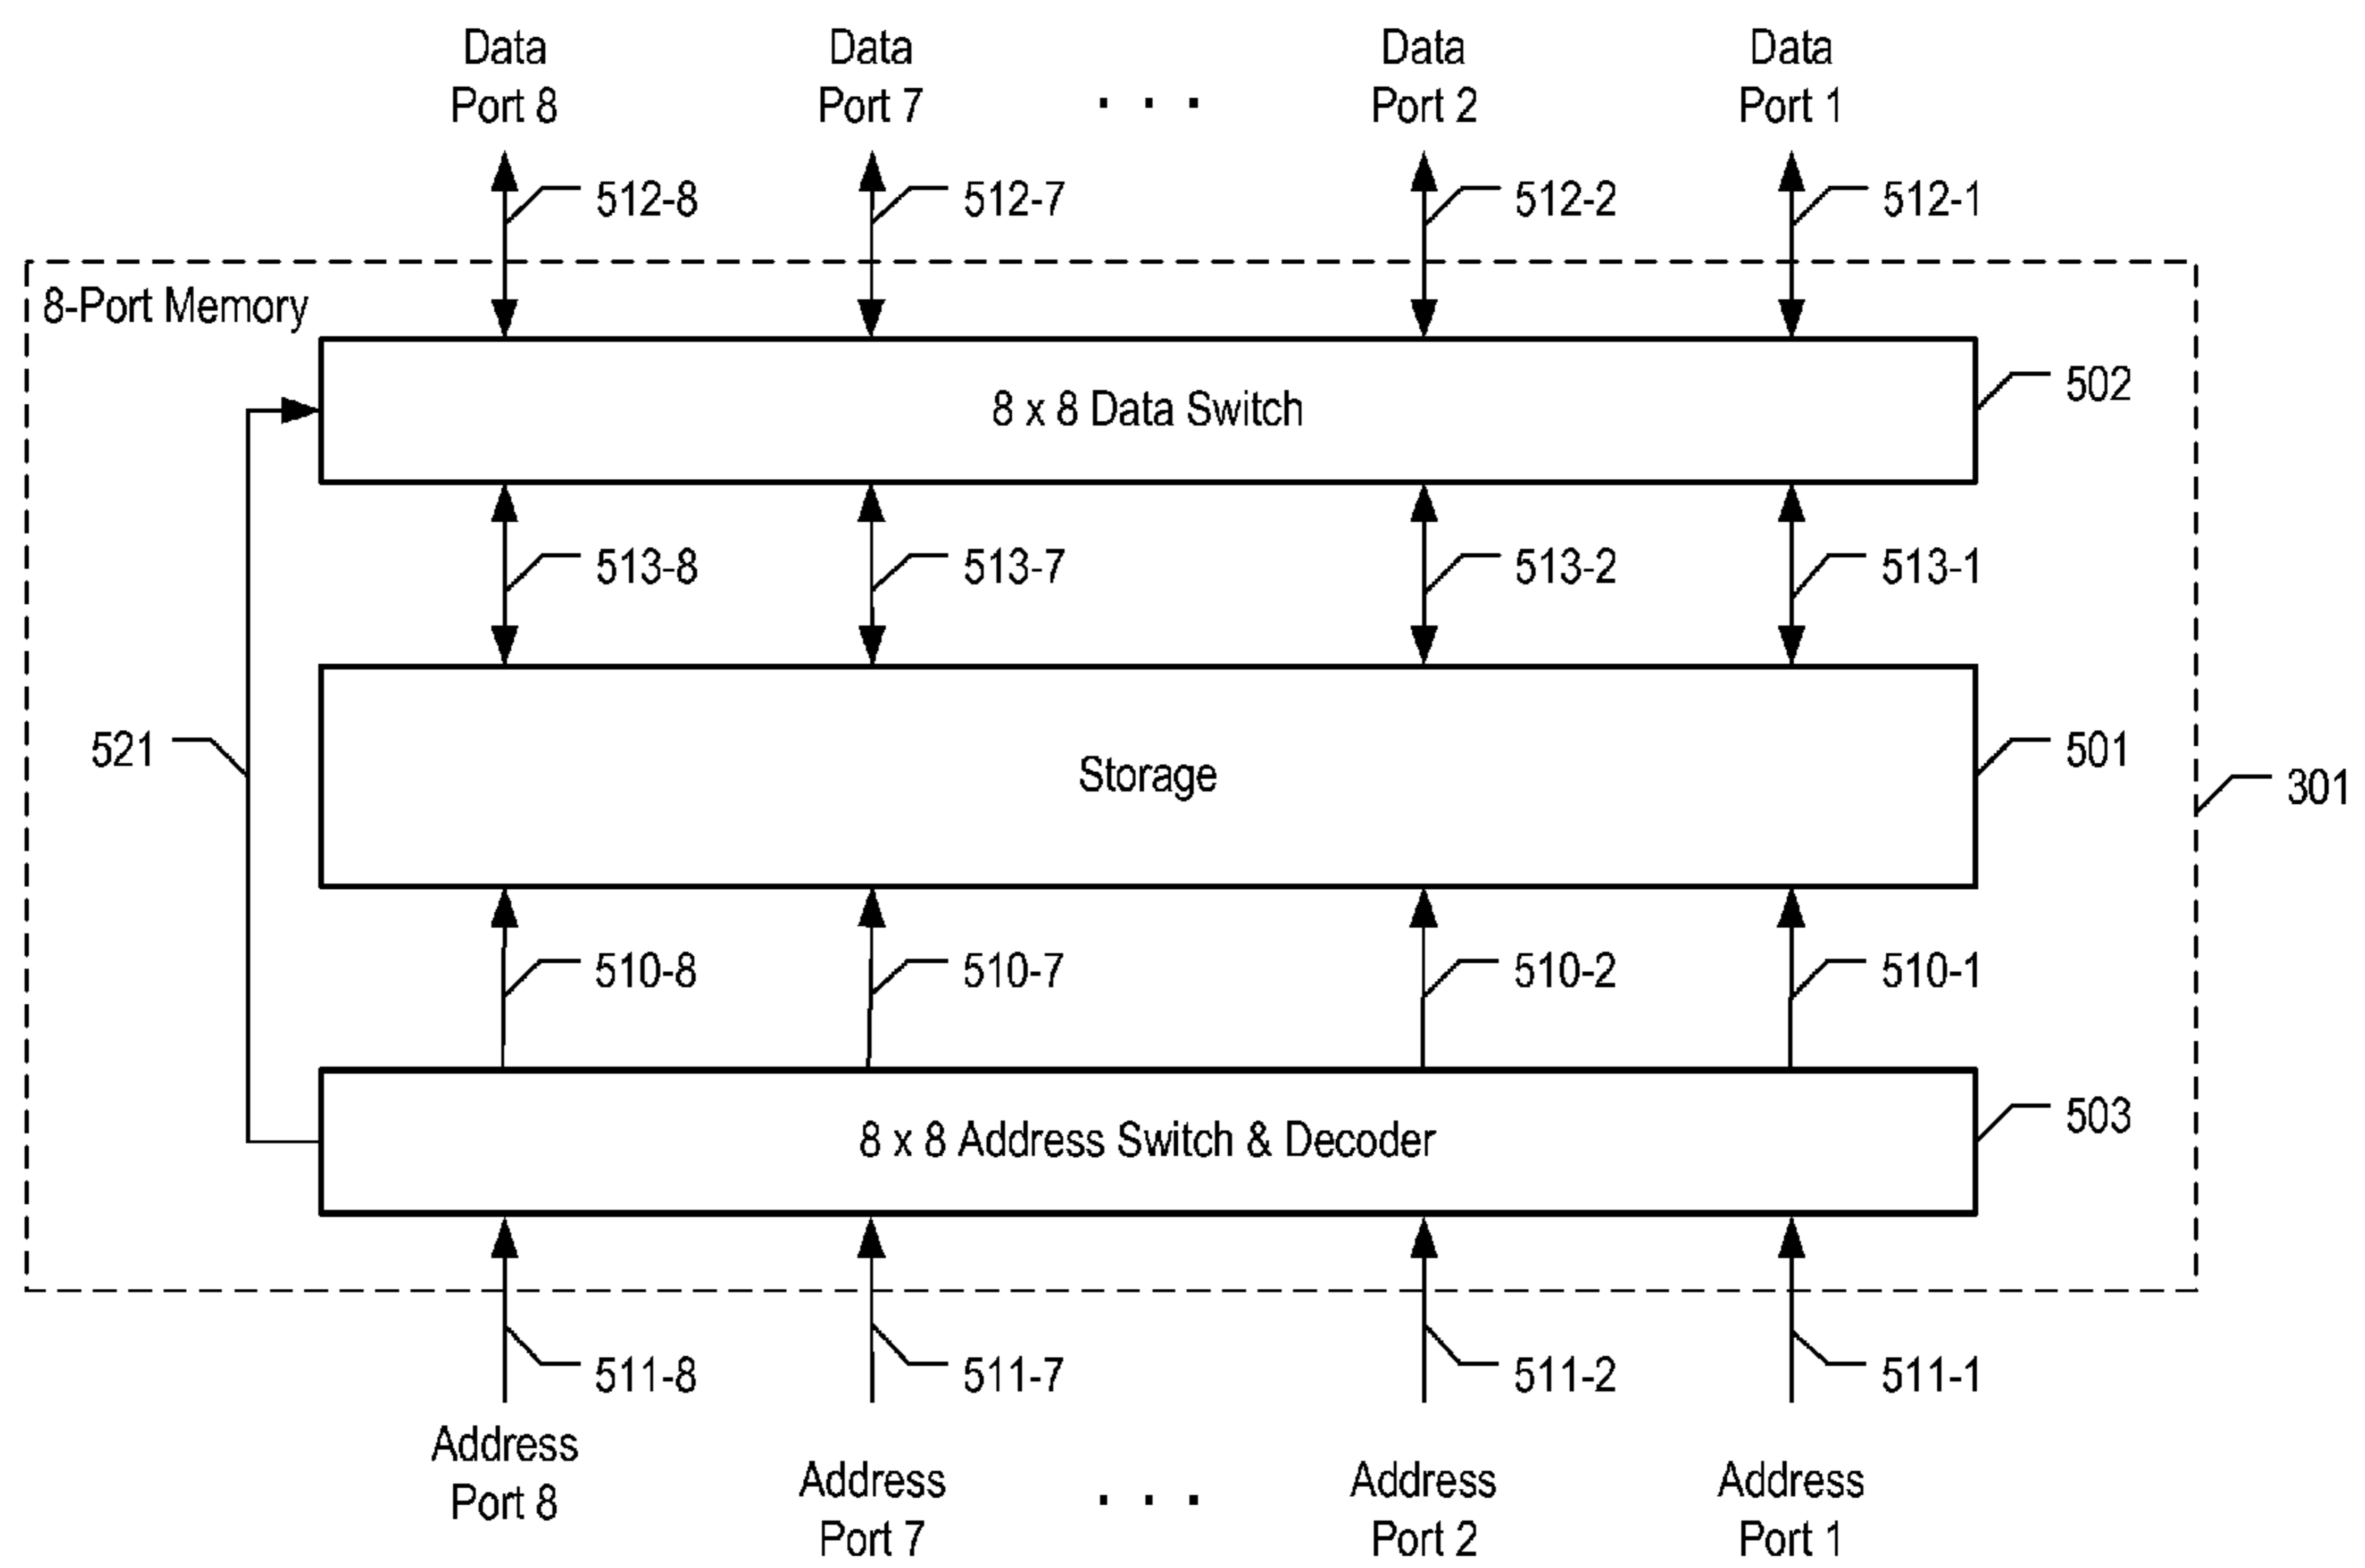 Data
Port 8
Data
Port 7
. . .
Data
Port 2
Data
Port 1
512-8
512-7
512-2
512-1
8-Port Memory
8 x 8 Data Switch
502
513-8
513-7
513-2
513-1
521
Storage
501
301
510-8
510-7
510-2
510-1
8 x 8 Address Switch & Decoder
503
511-8
511-7
511-2
511-1
Address
Port 8
Address
Port 7
. . .
Address
Port 2
Address
Port 1